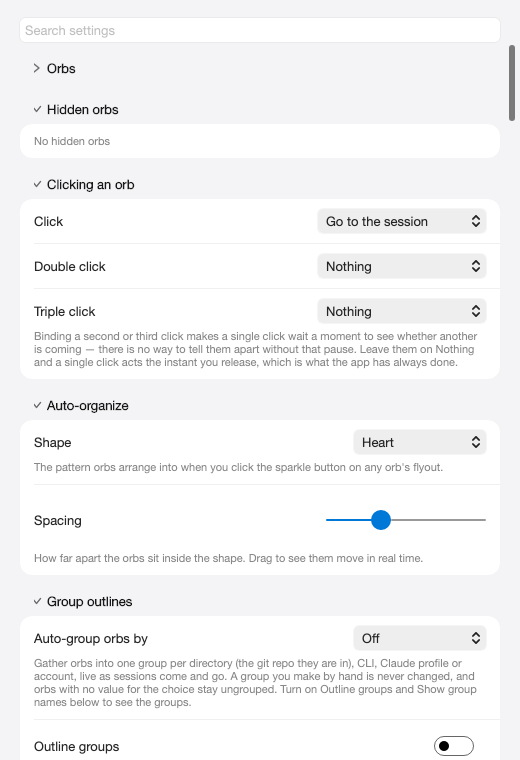 Search settings
Orbs
Hidden orbs
No hidden orbs
Clicking an orb
Click
Go to the session
Double click
Nothing
Triple click
Nothing
Binding a second or third click makes a single click wait a moment to see whether another
is coming — there is no way to tell them apart without that pause. Leave them on Nothing
and a single click acts the instant you release, which is what the app has always done.
Auto-organize
Shape
Heart
The pattern orbs arrange into when you click the sparkle button on any orb's flyout.
Spacing
How far apart the orbs sit inside the shape. Drag to see them move in real time.
Group outlines
Auto-group orbs by
Off
Gather orbs into one group per directory (the git repo they are in), CLI, Claude profile or
account, live as sessions come and go. A group you make by hand is never changed, and
orbs with no value for the choice stay ungrouped. Turn on Outline groups and Show group
names below to see the groups.
Outline groups